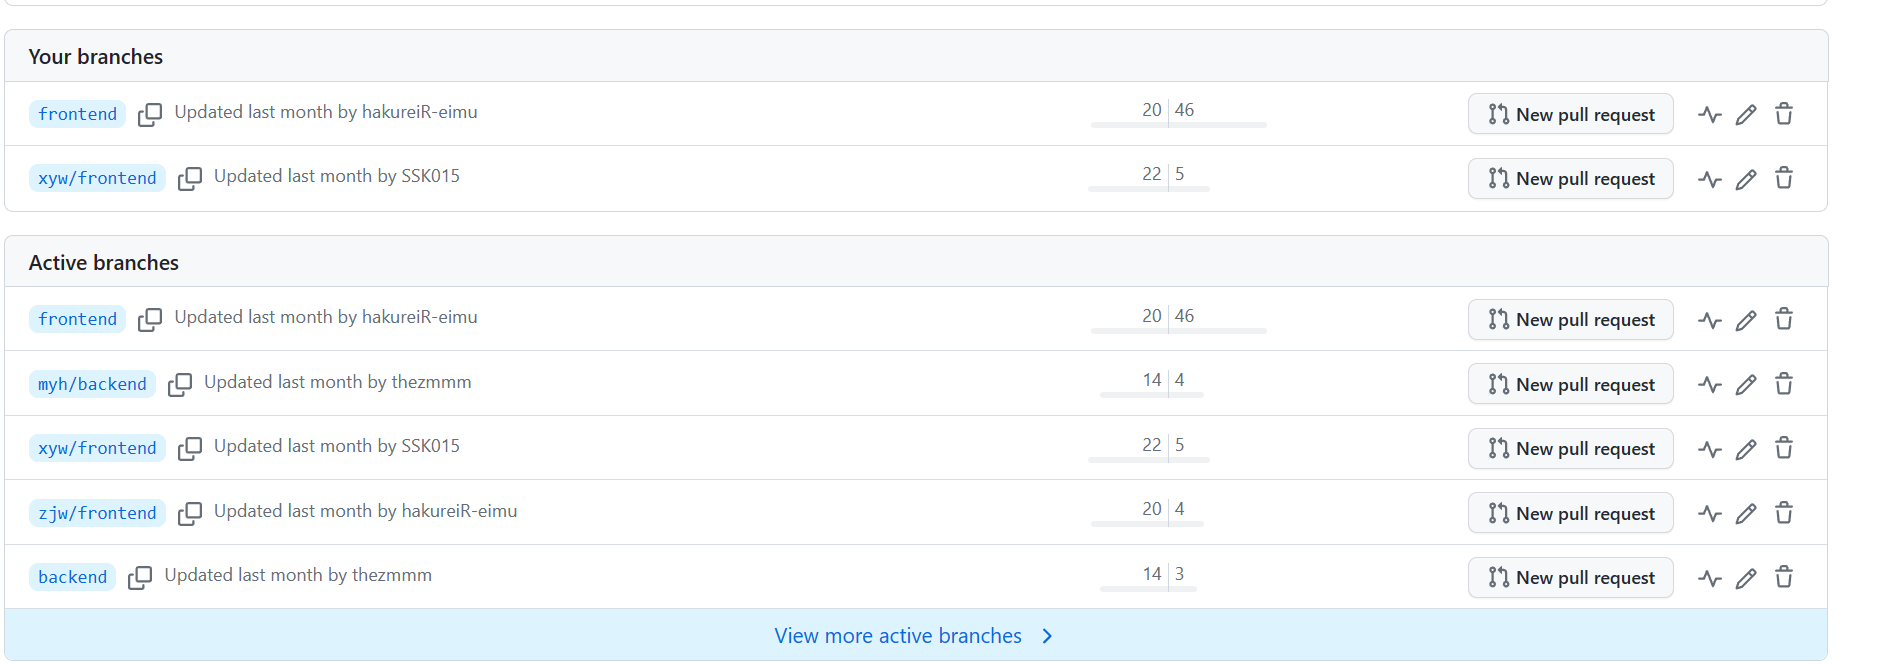 Your branches
frontend Updated last month by hakureiR-eimu 20 46 New pull request
xyw/frontend Updated last month by SSK015 22 5 New pull request
Active branches
frontend Updated last month by hakureiR-eimu 20 46 New pull request
myh/backend Updated last month by thezmmm 14 4 New pull request
xyw/frontend Updated last month by SSK015 22 5 New pull request
zjw/frontend Updated last month by hakureiR-eimu 20 4 New pull request
backend Updated last month by thezmmm 14 3 New pull request
View more active branches